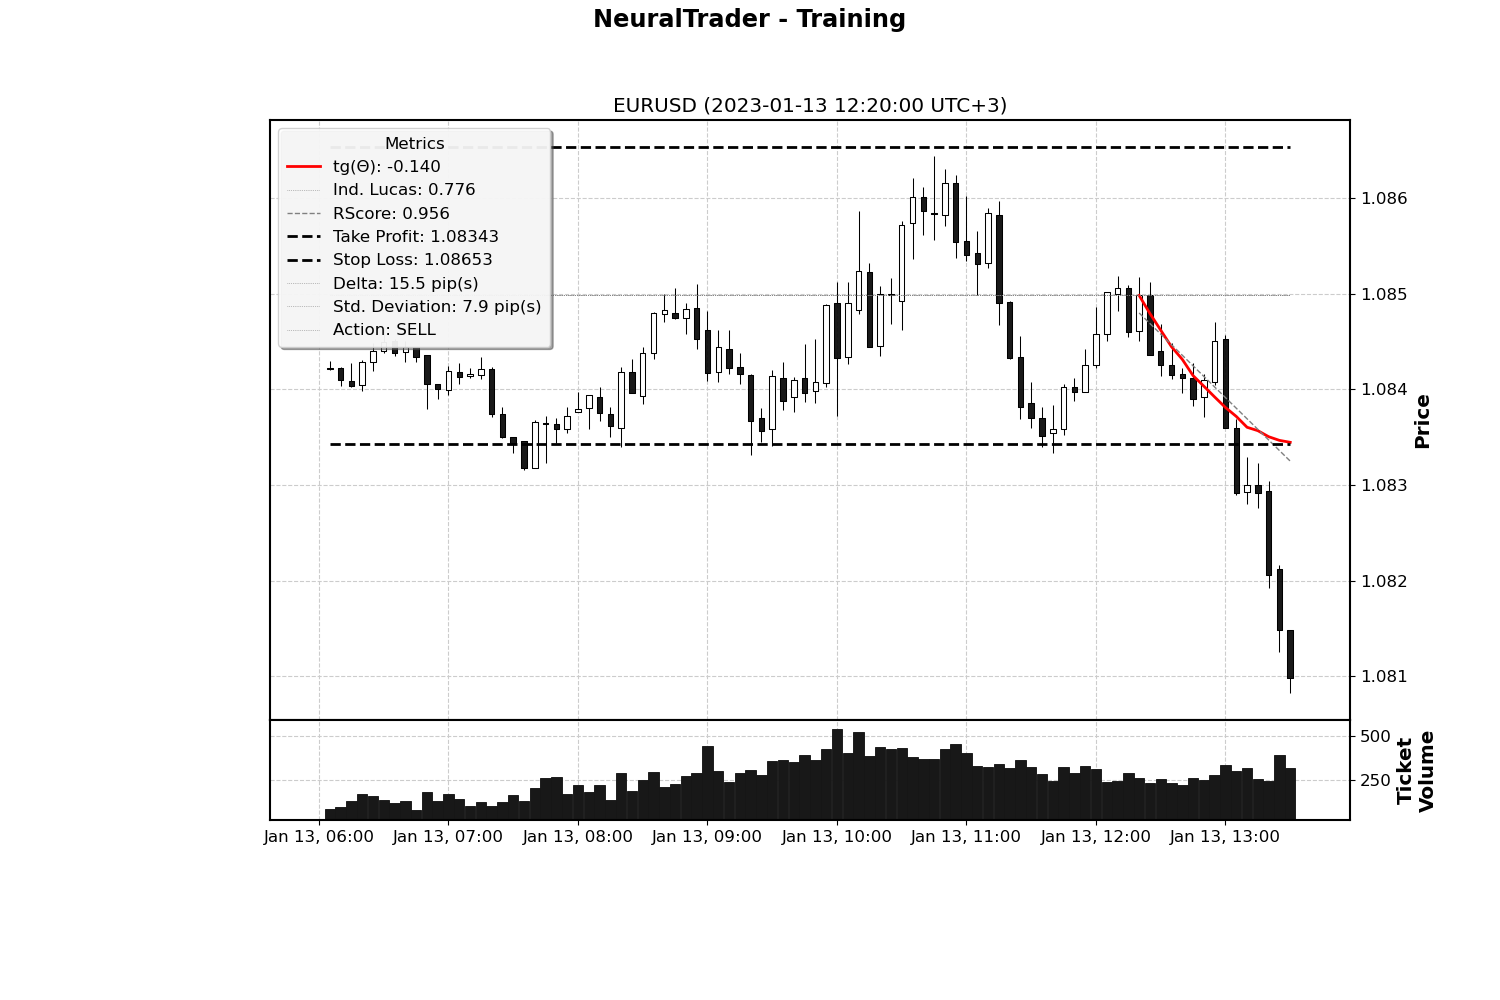 NeuralTrader - Training
EURUSD (2023-01-13 12:20:00 UTC+3)
Metrics
tg(Θ): -0.140
Ind. Lucas: 0.776
RScore: 0.956
Take Profit: 1.08343
Stop Loss: 1.08653
Delta: 15.5 pip(s)
Std. Deviation: 7.9 pip(s)
Action: SELL
1.086
1.085
1.084
1.083
1.082
1.081
Price
500
250
Ticket
Volume
Jan 13, 06:00
Jan 13, 07:00
Jan 13, 08:00
Jan 13, 09:00
Jan 13, 10:00
Jan 13, 11:00
Jan 13, 12:00
Jan 13, 13:00